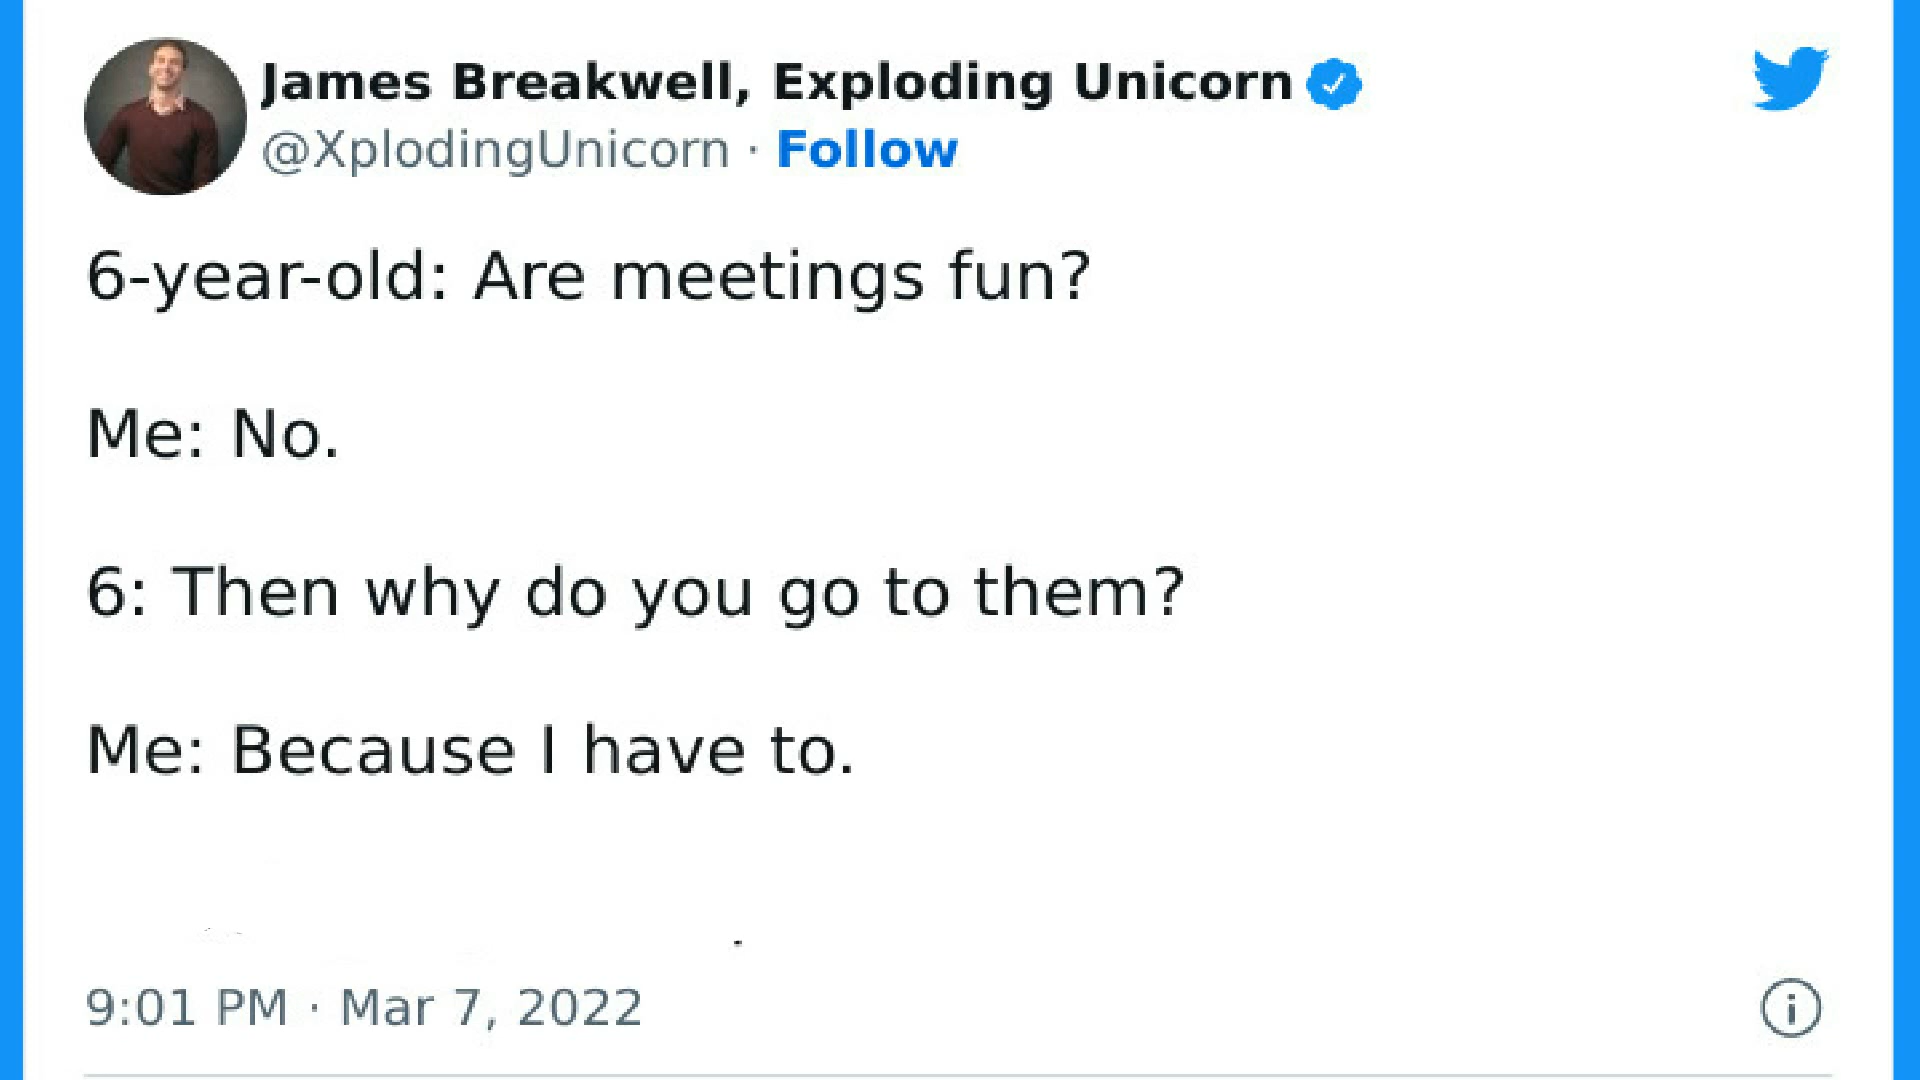 James Breakwell, Exploding Unicorn
@XplodingUnicorn · Follow
6-year-old: Are meetings fun?
Me: No.
6: Then why do you go to them?
Me: Because I have to.
9:01 PM · Mar 7, 2022